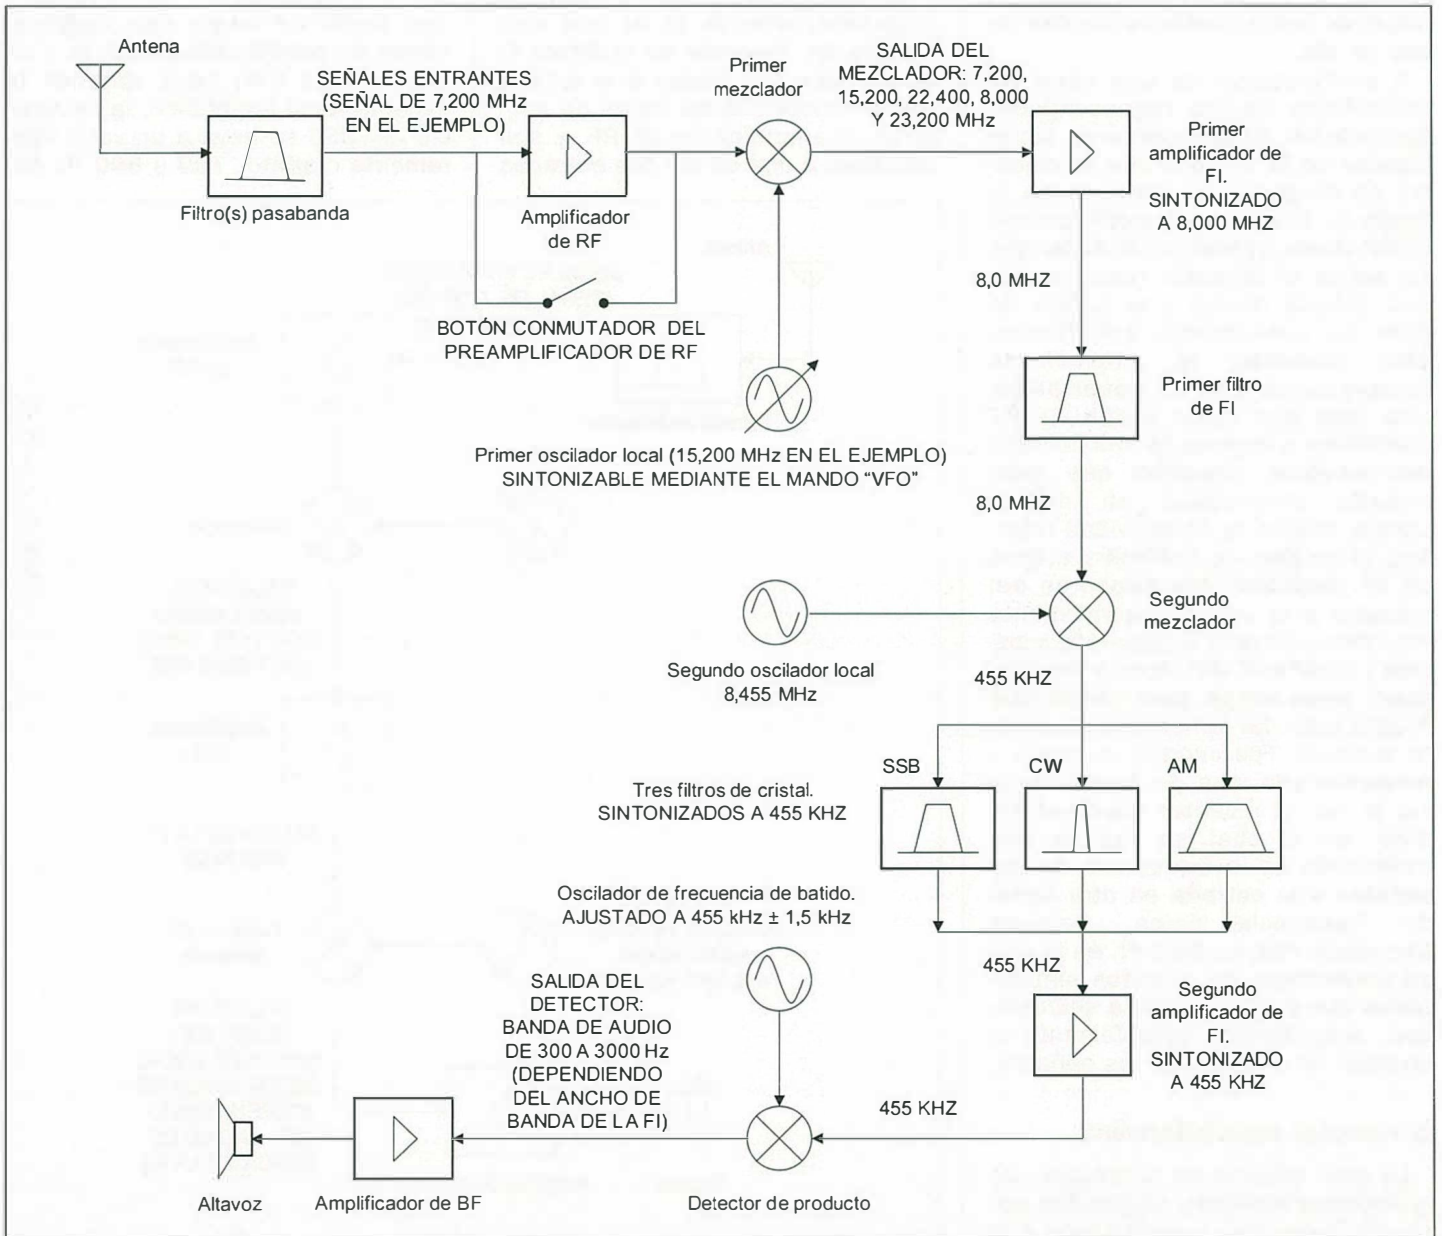 Antena
SEÑALES ENTRANTES
(SEÑAL DE 7,200 MHz
EN EL EJEMPLO)
Primer
mezclador
SALIDA DEL
MEZCLADOR: 7,200,
15,200, 22,400, 8,000
Y 23,200 MHz
Primer
amplificador de
FI.
SINTONIZADO
A 8,000 MHZ
Filtro(s) pasabanda
Amplificador
de RF
BOTÓN CONMUTADOR DEL
PREAMPLIFICADOR DE RF
8,0 MHZ
Primer filtro
de FI
Primer oscilador local (15,200 MHz EN EL EJEMPLO)
SINTONIZABLE MEDIANTE EL MANDO “VFO”
8,0 MHZ
Segundo
mezclador
Segundo oscilador local
8,455 MHz
455 KHZ
SSB
CW
AM
Tres filtros de cristal.
SINTONIZADOS A 455 KHZ
Oscilador de frecuencia de batido.
AJUSTADO A 455 kHz ± 1,5 kHz
455 KHZ
Segundo
amplificador de
FI.
SINTONIZADO
A 455 KHZ
SALIDA DEL
DETECTOR:
BANDA DE AUDIO
DE 300 A 3000 Hz
(DEPENDIENDO
DEL ANCHO DE
BANDA DE LA FI)
455 KHZ
Altavoz
Amplificador de BF
Detector de producto